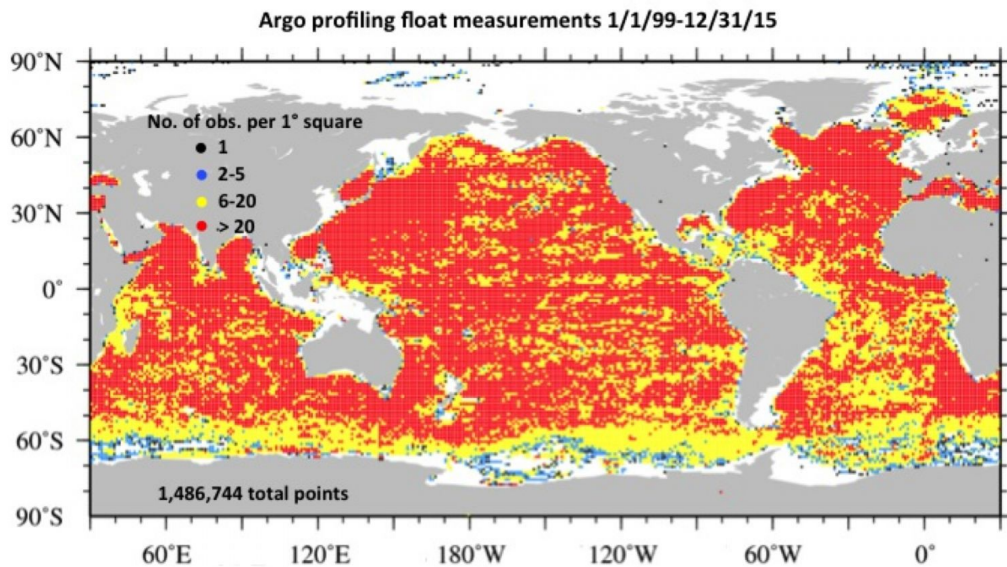 Argo profiling float measurements 1/1/99-12/31/15
90˚N
60˚N
30˚N
0˚
30˚S
60˚S
90˚S
No. of obs. per 1° square
1
2-5
6-20
> 20
1,486,744 total points
60˚E 120˚E 180˚W 120˚W 60˚W 0˚